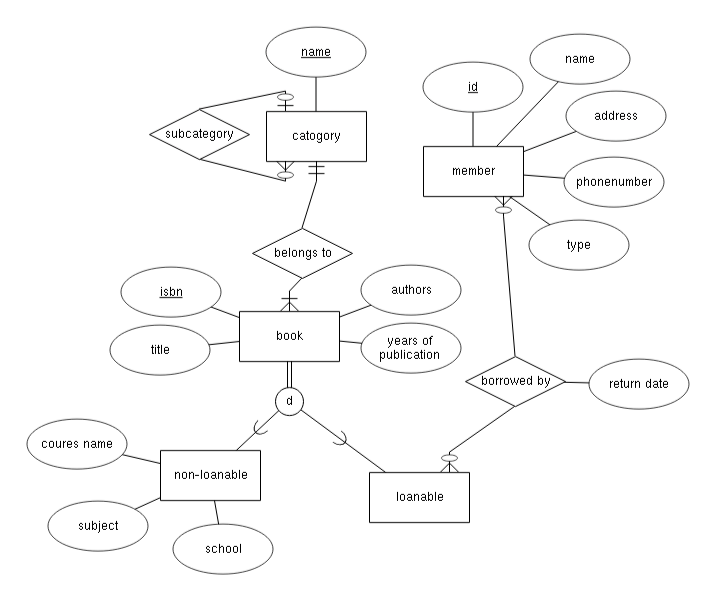 name
name
id
address
subcategory
catogory
member
phonenumber
type
belongs to
isbn
authors
book
title
years of
publication
borrowed by
return date
d
coures name
non-loanable
loanable
subject
school